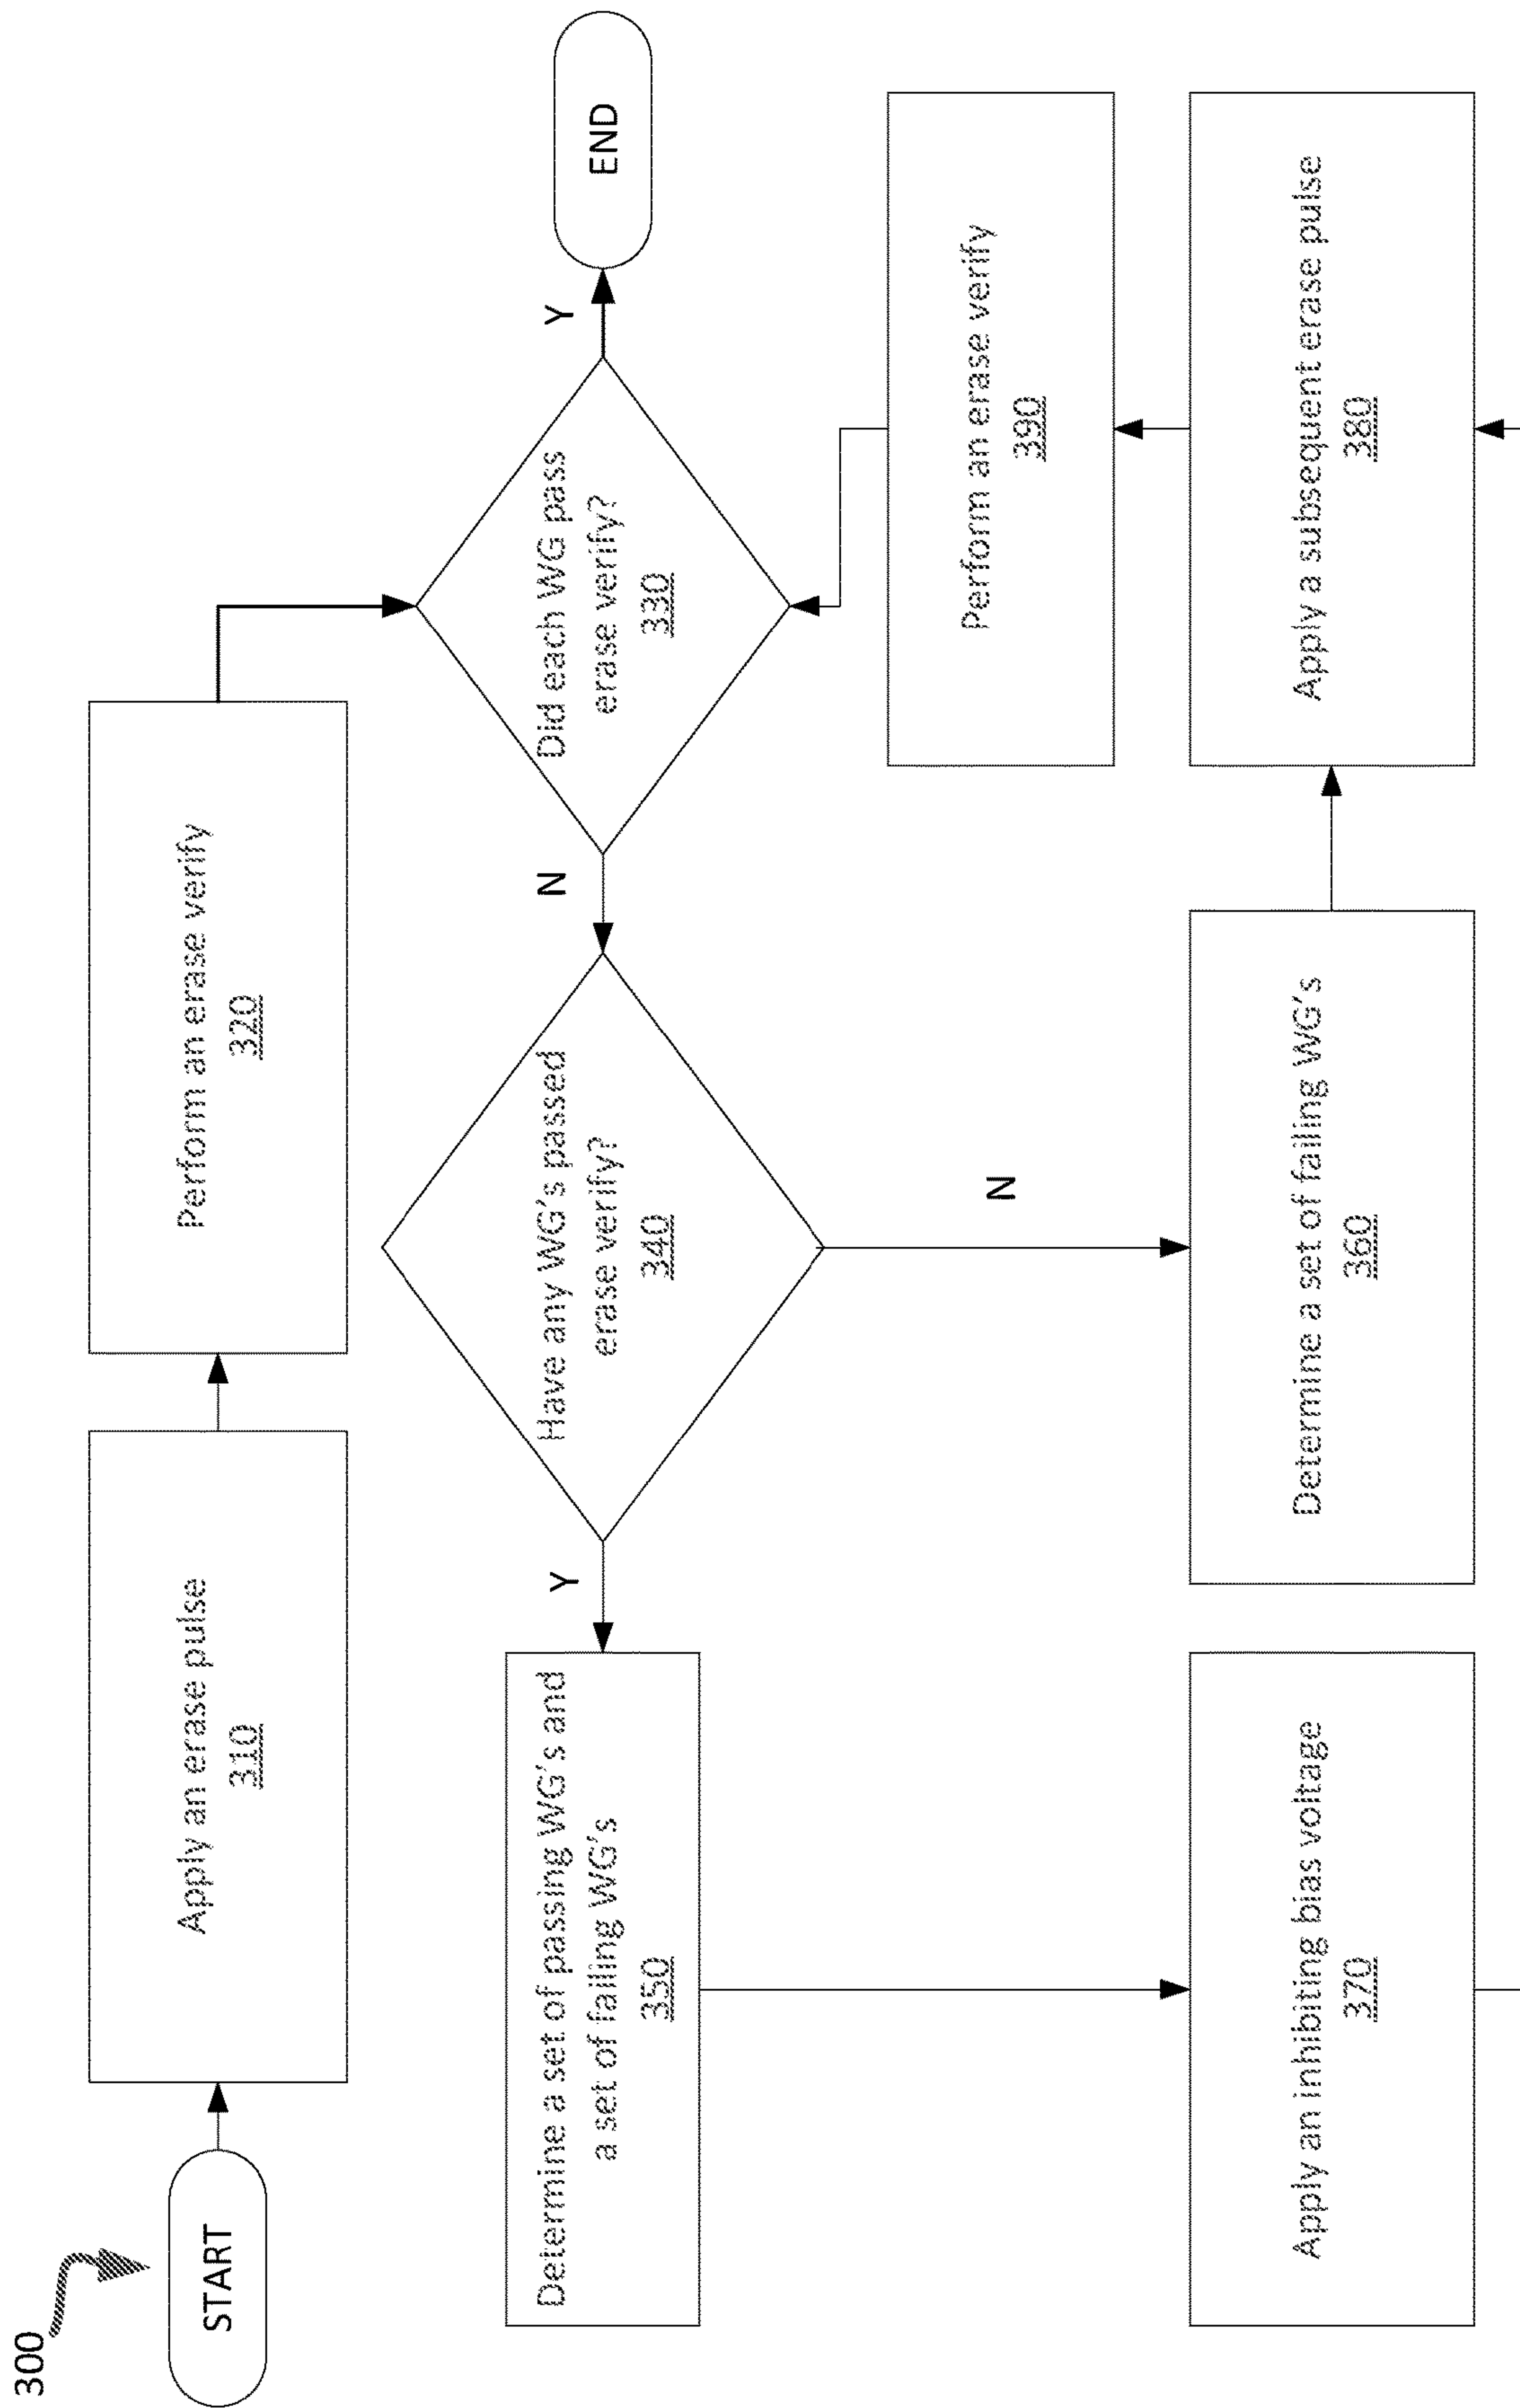 300
START
Apply an erase pulse
310
Perform an erase verify
320
Did each WG pass
erase verify?
330
Y
END
N
Have any WG's passed
erase verify?
340
Y
N
Determine a set of passing WG's and
a set of failing WG's
350
Determine a set of failing WG's
360
Apply an inhibiting bias voltage
370
Apply a subsequent erase pulse
380
Perform an erase verify
390